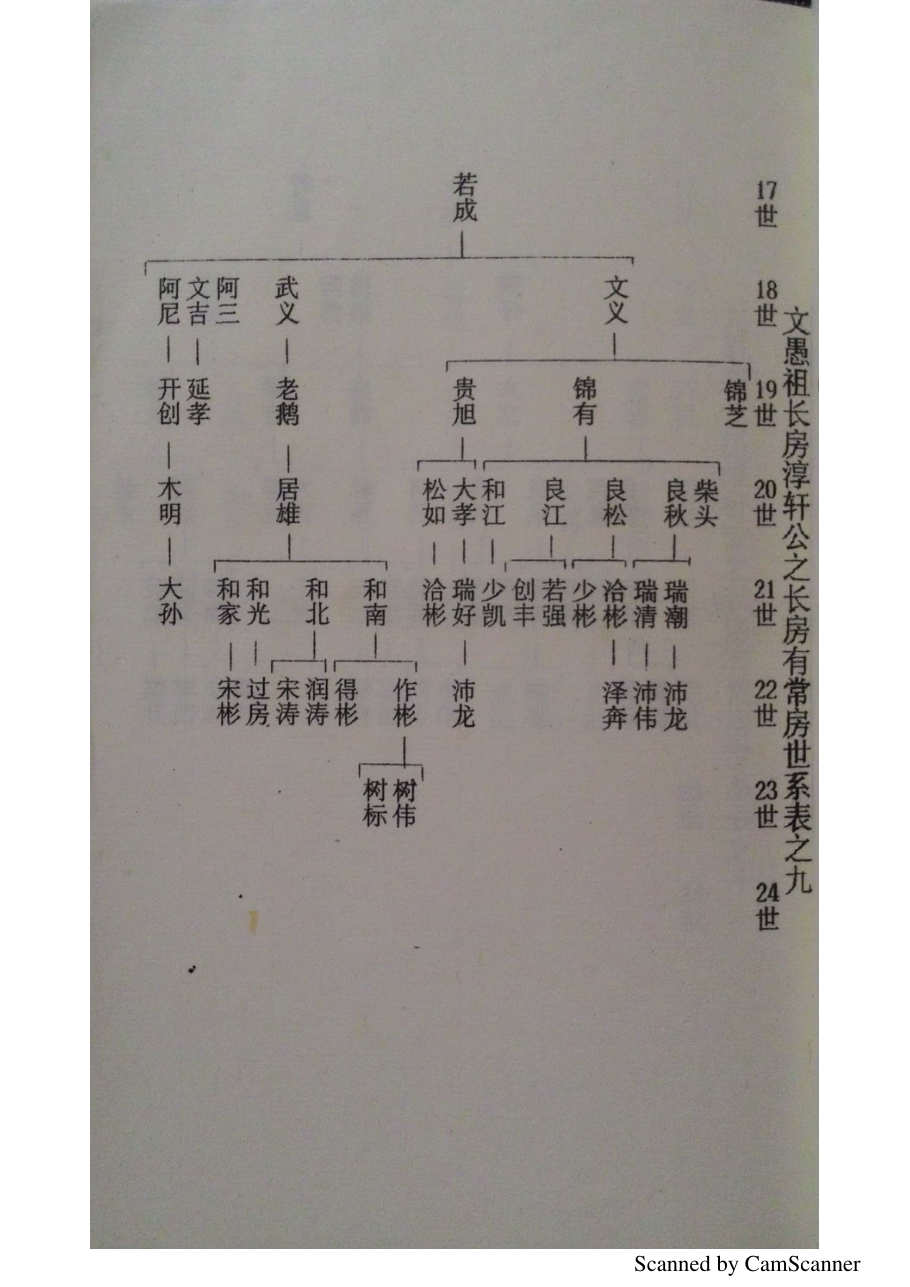 文愚祖长房淳轩公之长房有常房世系表之九
17世
若成
18世
文义
武义
阿三
文吉
阿尼
19世
锦芝
锦有
贵旭
老鹅
延孝
开创
20世
柴头
良秋
良松
良江
和江
大孝
松如
居雄
木明
21世
瑞潮
瑞清
洽彬
少彬
若强
创丰
少凯
瑞好
洽彬
和南
和北
和光
和家
大孙
22世
沛龙
沛伟
泽奔
沛龙
作彬
得彬
润涛
宋涛
过房
宋彬
23世
树伟
树标
24世
Scanned by CamScanner